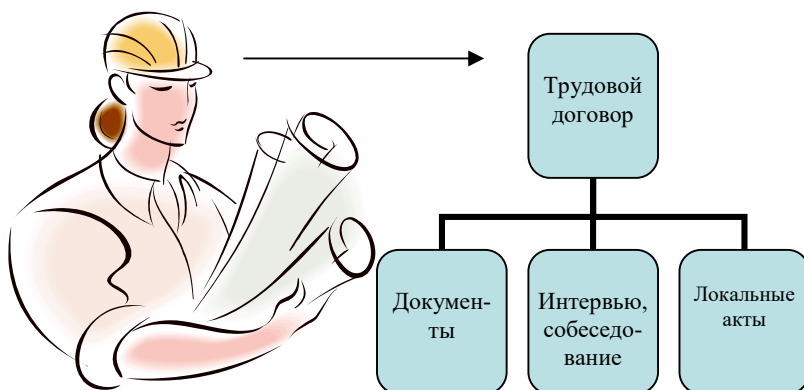 Трудовой
договор
Докумен-
ты
Интервью,
собеседо-
вание
Локальные
акты